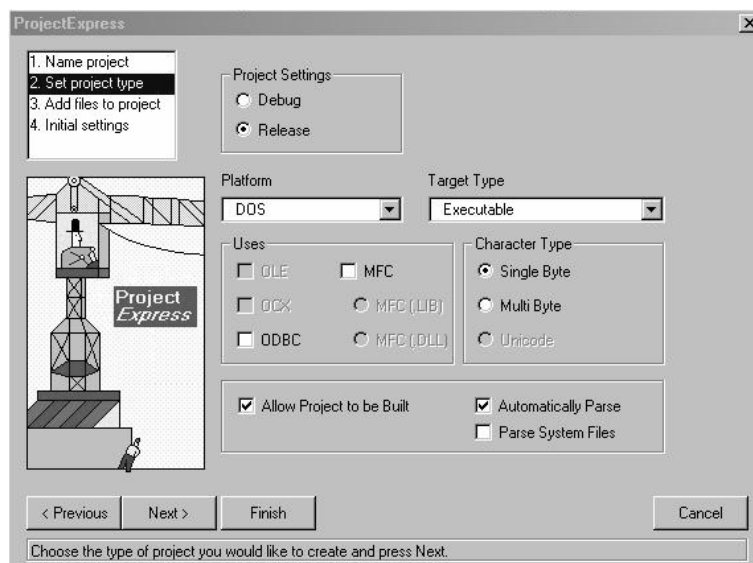 ProjectExpress
1. Name project
2. Set project type
3. Add files to project
4. Initial settings
Project Settings
Debug
Release
Platform
DOS
Target Type
Executable
Uses
OLE
MFC
OCX
MFC (.LIB)
ODBC
MFC (.DLL)
Character Type
Single Byte
Multi Byte
Unicode
Project
Express
Allow Project to be Built
Automatically Parse
Parse System Files
< Previous
Next >
Finish
Cancel
Choose the type of project you would like to create and press Next.